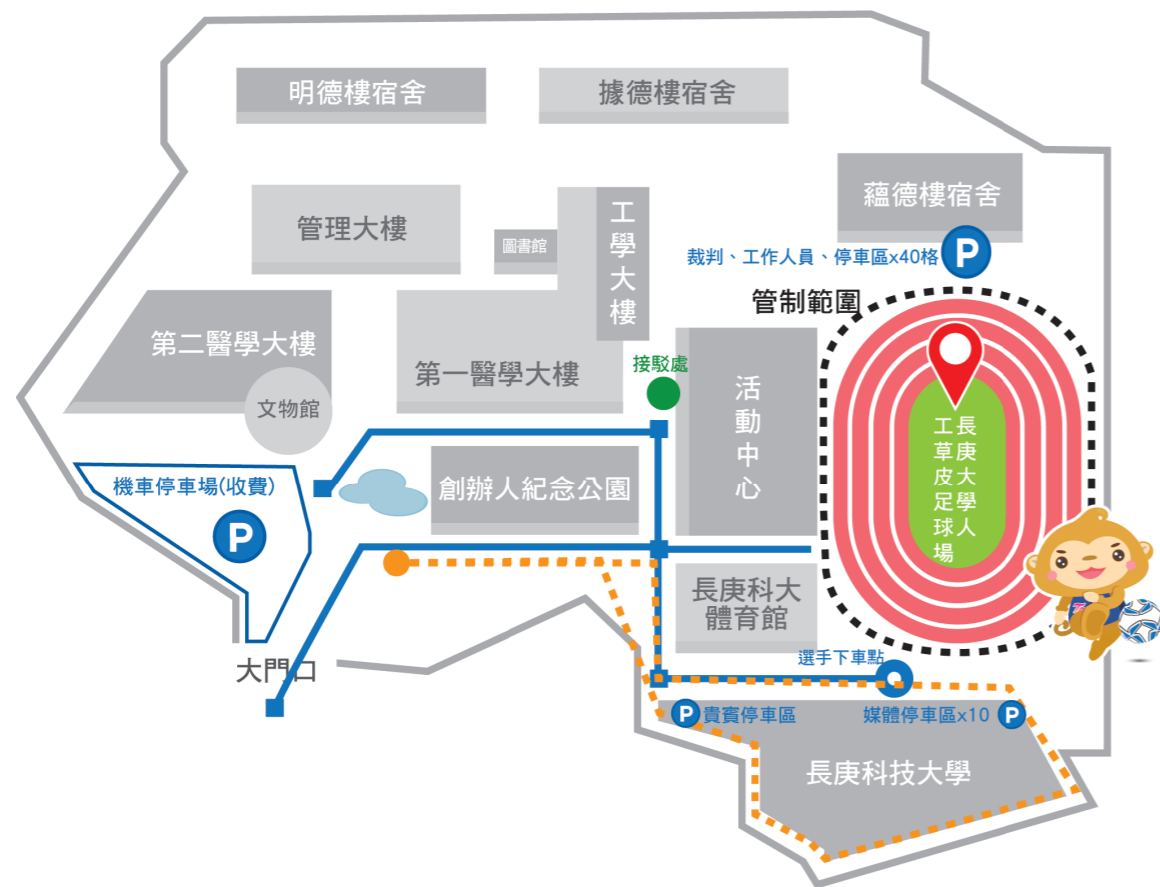 明德樓宿舍
據德樓宿舍
蘊德樓宿舍
管理大樓
圖書館
工學大樓
裁判、工作人員、停車區x40格
P
管制範圍
第二醫學大樓
第一醫學大樓
接駁處
文物館
活動中心
長庚大學人
工草皮足球場
機車停車場(收費)
P
創辦人紀念公園
長庚科大
體育館
大門口
選手下車點
P
貴賓停車區
媒體停車區x10
P
長庚科技大學